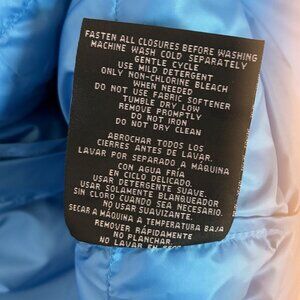 FASTEN ALL CLOSURES BEFORE WASHING
MACHINE WASH COLD SEPARATELY
GENTLE CYCLE
USE MILD DETERGENT
ONLY NON-CHLORINE BLEACH
WHEN NEEDED
DO NOT USE FABRIC SOFTENER
TUMBLE DRY LOW
REMOVE PROMPTLY
DO NOT IRON
DO NOT DRY CLEAN
ABROCHAR TODOS LOS
CIERRES ANTES DE LAVAR.
LAVAR POR SEPARADO A MÁQUINA
CON AGUA FRÍA
EN CICLO DELICADO.
USAR DETERGENTE SUAVE.
USAR SOLAMENTE BLANQUEADOR
SIN CLORO CUANDO SEA NECESARIO.
NO USAR SUAVIZANTE.
SECAR A MÁQUINA A TEMPERATURA BAJA
REMOVER RÁPIDAMENTE
NO PLANCHAR.
NO LAVAR EN